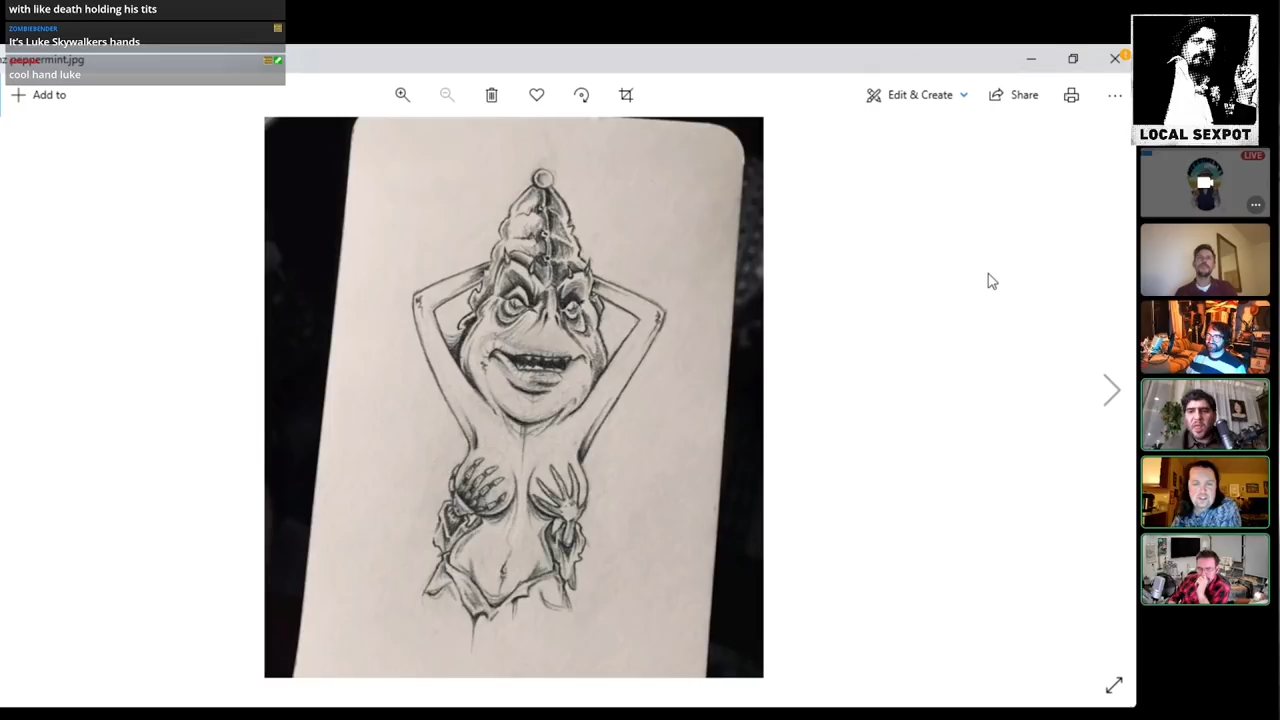 with like death holding his tits
ZOMBIEBENDER
It's Luke Skywalkers hands
peppermint.jpg
cool hand luke
Add to
Edit & Create
Share
LOCAL SEXPOT
LIVE